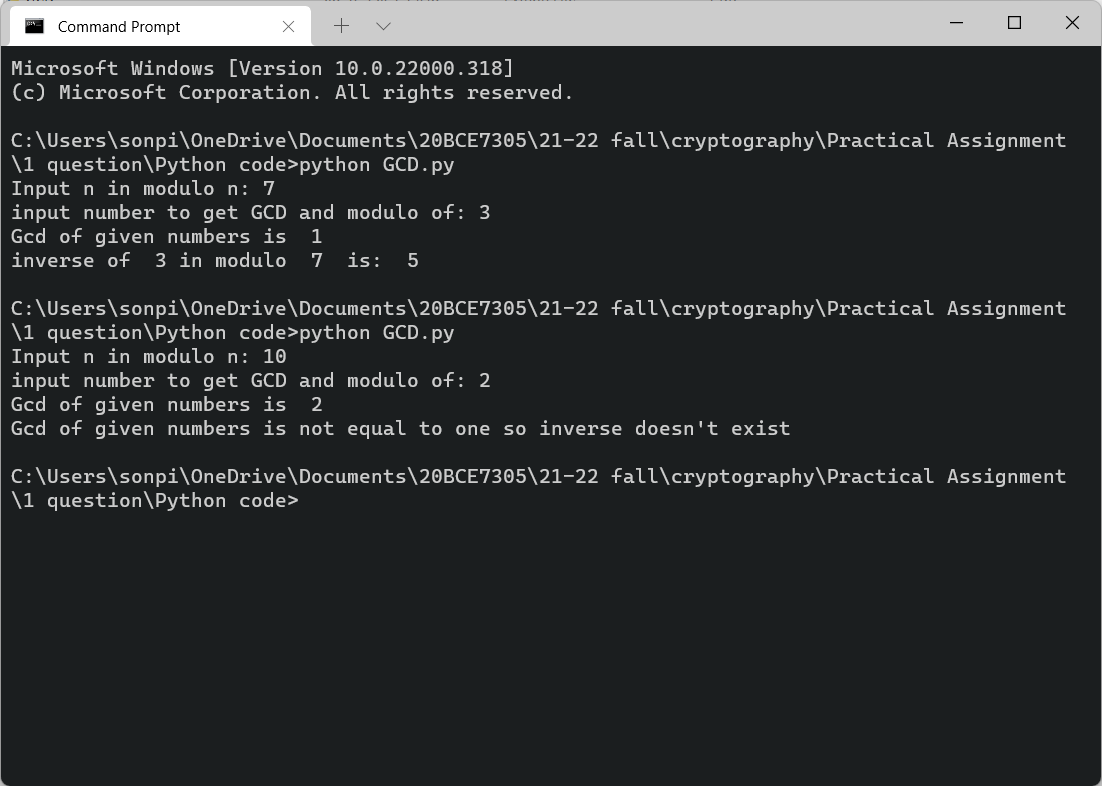 Command Prompt
Microsoft Windows [Version 10.0.22000.318]
(c) Microsoft Corporation. All rights reserved.
C:\Users\sonpi\OneDrive\Documents\20BCE7305\21-22 fall\cryptography\Practical Assignment
\1 question\Python code>python GCD.py
Input n in modulo n: 7
input number to get GCD and modulo of: 3
Gcd of given numbers is  1
inverse of  3 in modulo  7  is:  5
C:\Users\sonpi\OneDrive\Documents\20BCE7305\21-22 fall\cryptography\Practical Assignment
\1 question\Python code>python GCD.py
Input n in modulo n: 10
input number to get GCD and modulo of: 2
Gcd of given numbers is  2
Gcd of given numbers is not equal to one so inverse doesn't exist
C:\Users\sonpi\OneDrive\Documents\20BCE7305\21-22 fall\cryptography\Practical Assignment
\1 question\Python code>